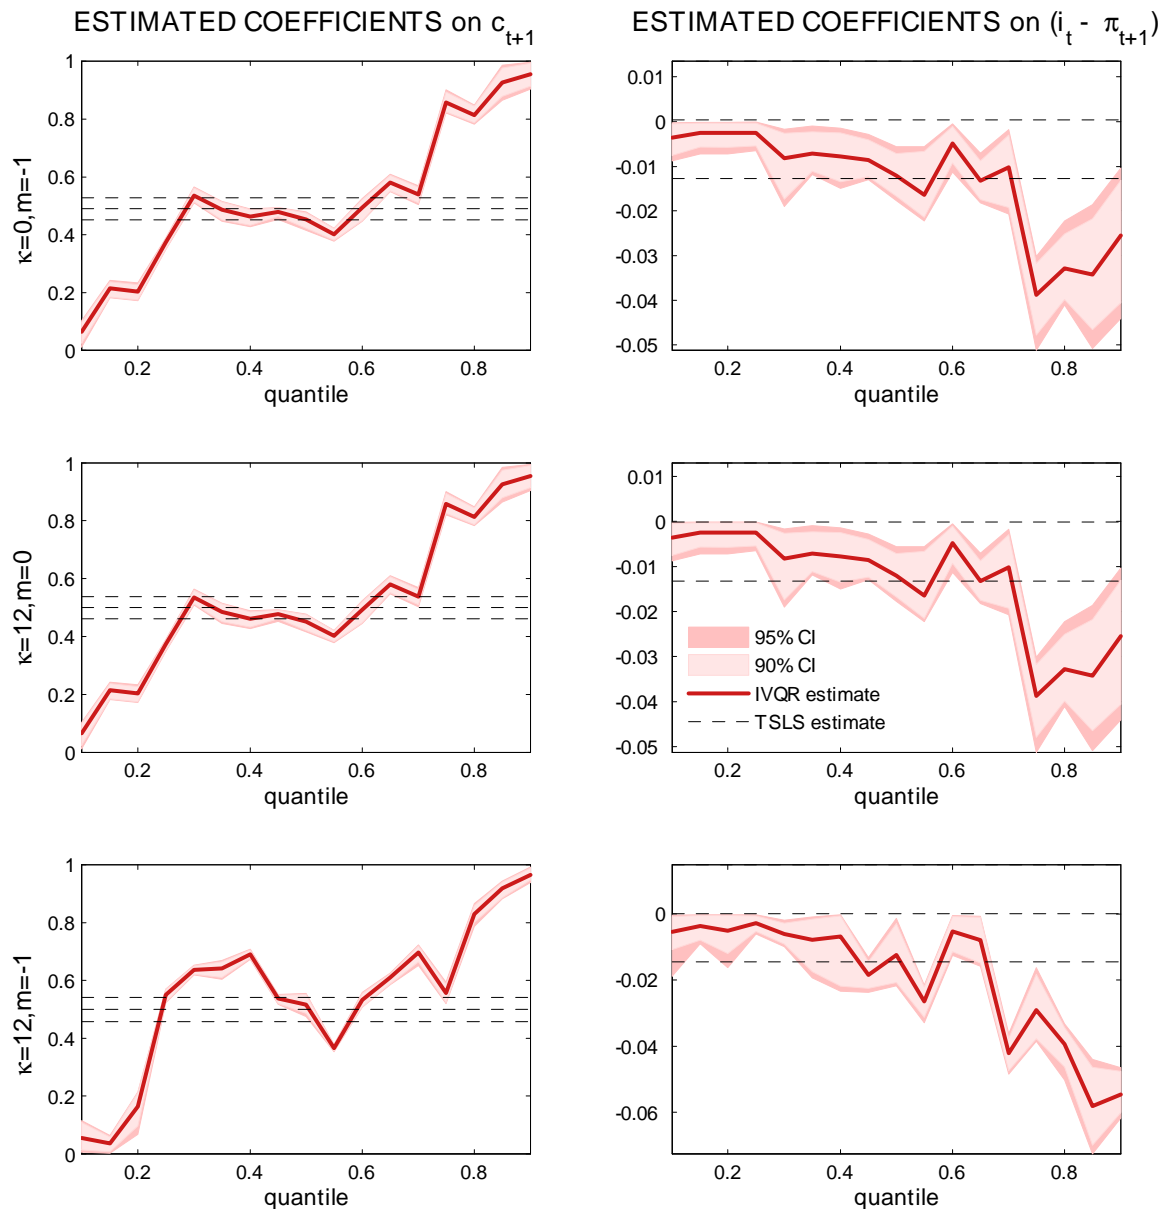 ESTIMATED COEFFICIENTS on c_{t+1}
ESTIMATED COEFFICIENTS on (i_t - π_{t+1})
κ=0,m=-1
1
0.8
0.6
0.4
0.2
0
0.2 0.4 0.6 0.8
quantile
0.01
0
-0.01
-0.02
-0.03
-0.04
-0.05
0.2 0.4 0.6 0.8
quantile
κ=12,m=0
1
0.8
0.6
0.4
0.2
0
0.2 0.4 0.6 0.8
quantile
0.01
0
-0.01
-0.02
-0.03
-0.04
-0.05
95% CI
90% CI
IVQR estimate
TSLS estimate
0.2 0.4 0.6 0.8
quantile
κ=12,m=-1
1
0.8
0.6
0.4
0.2
0
0.2 0.4 0.6 0.8
quantile
0
-0.02
-0.04
-0.06
0.2 0.4 0.6 0.8
quantile